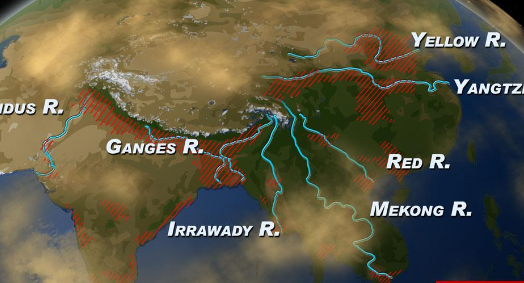 YELLOW R.
YANGTZ
NDUS R.
GANGES R.
RED R.
MEKONG R.
IRRAWADY R.